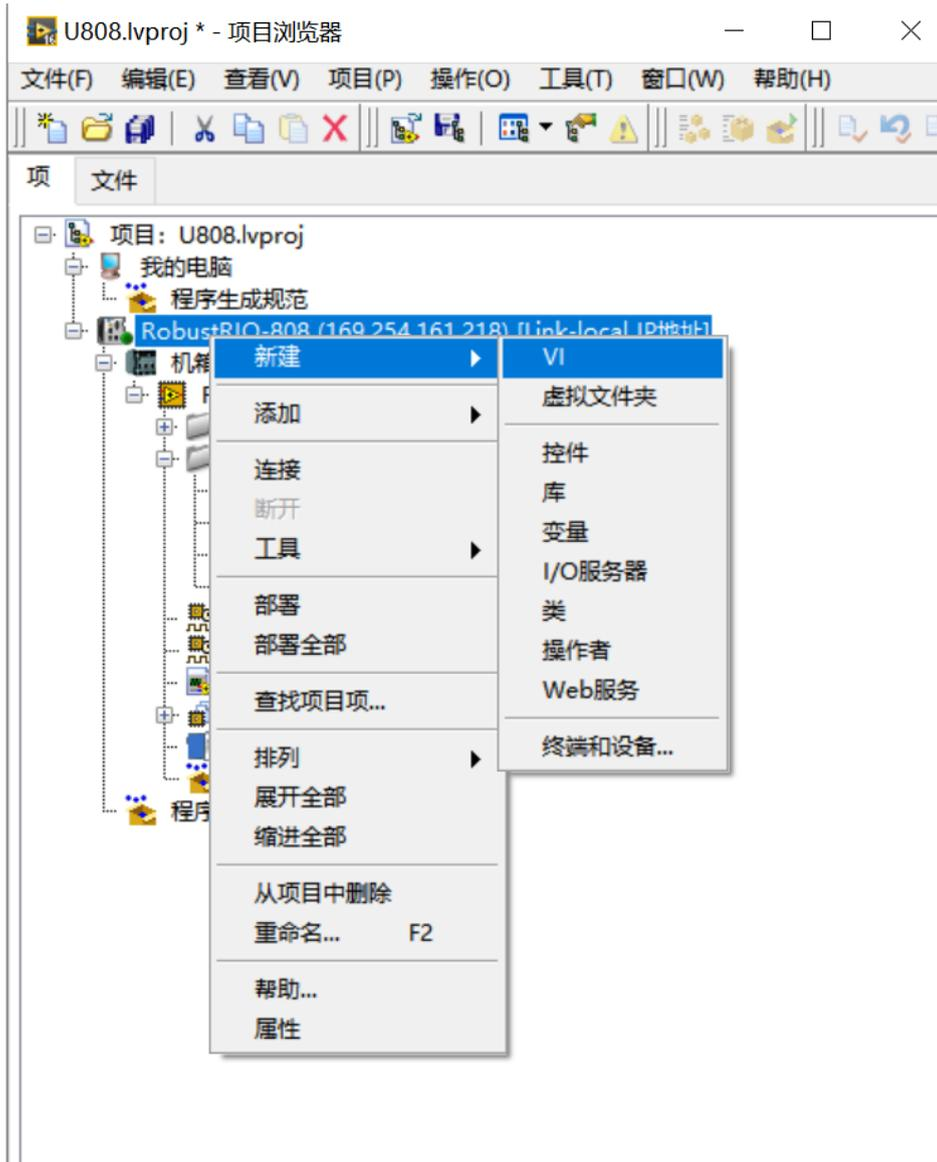 U808.lvproj * - 项目浏览器
文件(F) 编辑(E) 查看(V) 项目(P) 操作(O) 工具(T) 窗口(W) 帮助(H)
项 文件
项目：U808.lvproj
我的电脑
程序生成规范
RobustRIO-808 (169.254.161.218) [Link-local IP地址]
机箱
新建 VI
虚拟文件夹
添加
控件
连接
库
断开
变量
工具
I/O服务器
部署
类
部署全部
操作者
查找项目项...
Web服务
排列
终端和设备...
展开全部
缩进全部
程序
从项目中删除
重命名... F2
帮助...
属性